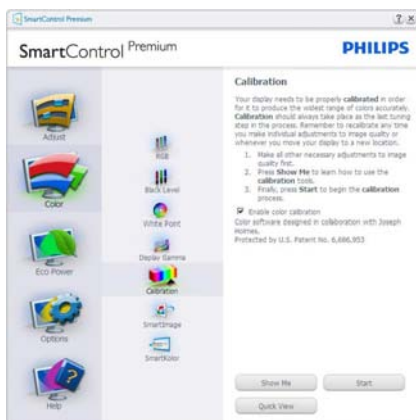 SmartControl Premium
SmartControl Premium
PHILIPS
Adjust
Color
Eco Power
Options
Help
RGB
Black Level
White Point
Display Gamma
Calibration
SmartImage
SmartKolor
Calibration
Your display needs to be properly calibrated in order
for it to produce the widest range of colors accurately.
Calibration should always take place as the last tuning
step in the process. Remember to recalibrate any time
you make individual adjustments to image quality or
whenever you move your display to a new location.
1. Make all other necessary adjustments to image
quality first.
2. Press Show Me to learn how to use the
calibration tools.
3. Finally, press Start to begin the calibration
process.
Enable color calibration
Color software designed in collaboration with Joseph
Holmes.
Protected by U.S. Patent No. 6,686,953
Show Me
Start
Quick View